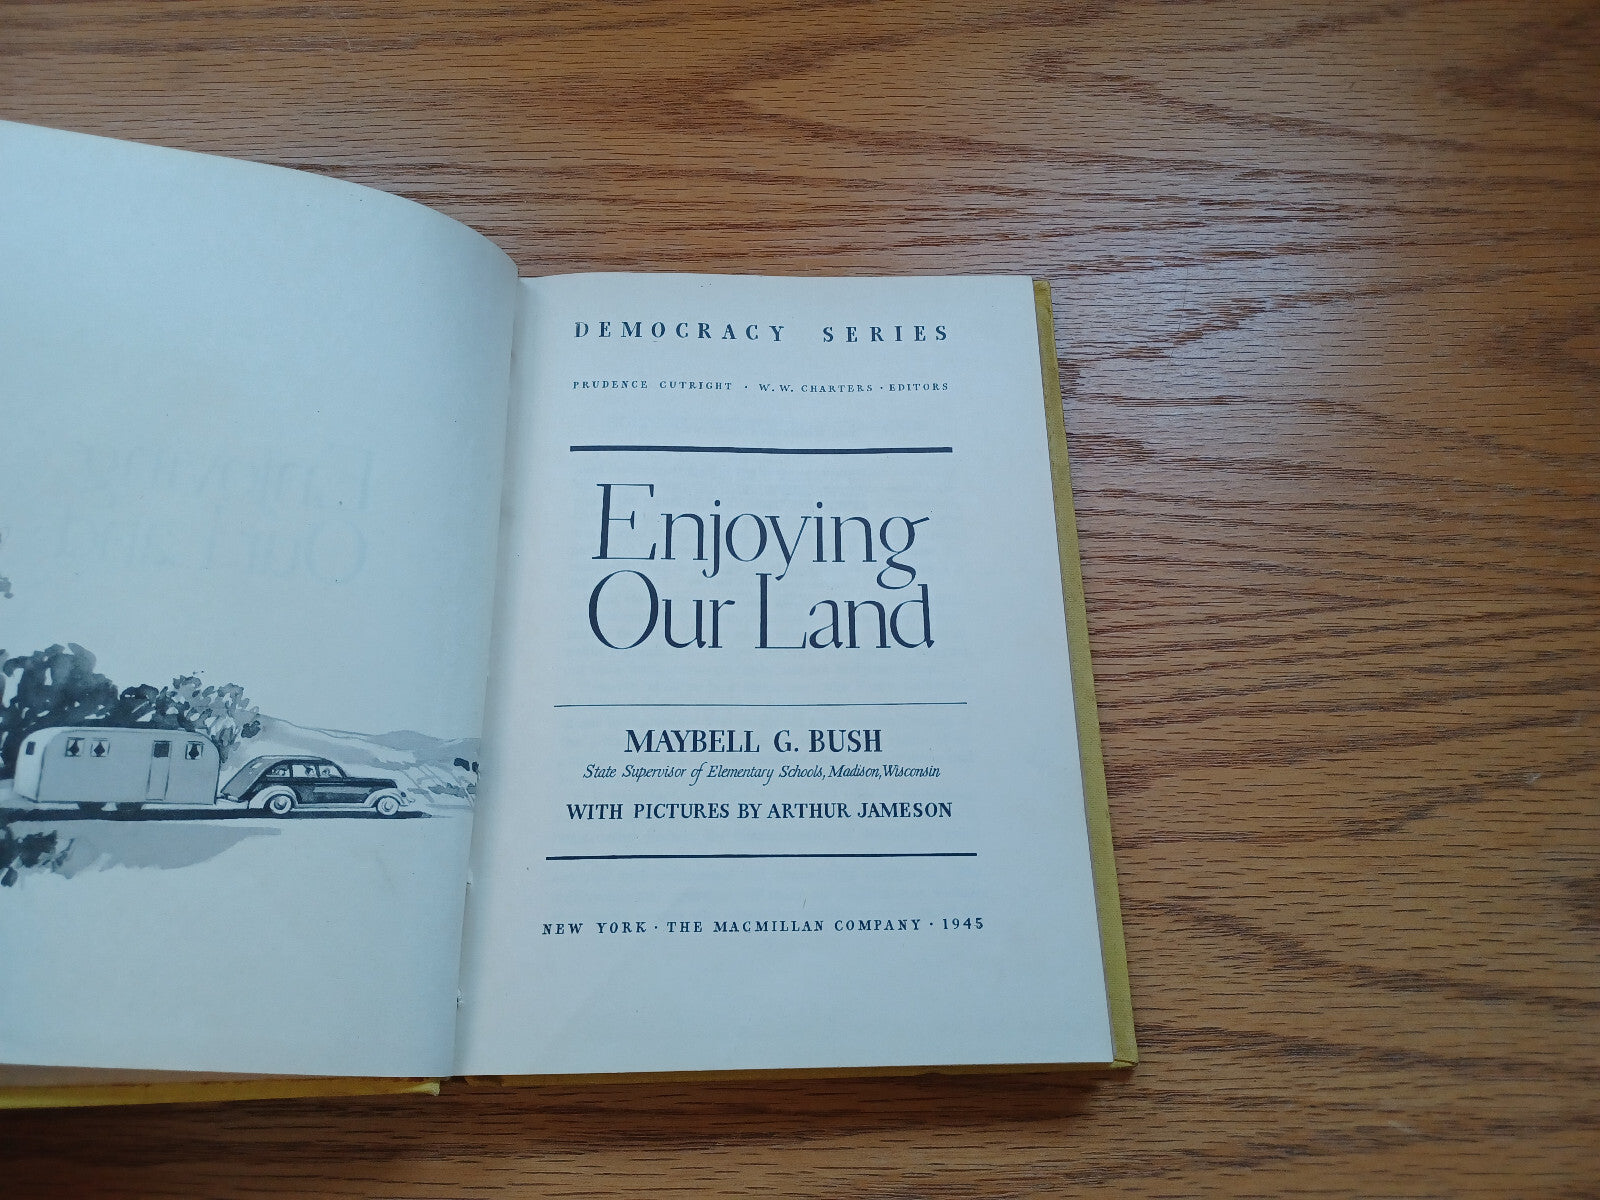 DEMOCRACY SERIES
PRUDENCE CUTRIGHT · W. W. CHARTERS · EDITORS
Enjoying
Our Land
MAYBELL G. BUSH
State Supervisor of Elementary Schools, Madison, Wisconsin
WITH PICTURES BY ARTHUR JAMESON
NEW YORK · THE MACMILLAN COMPANY · 1945